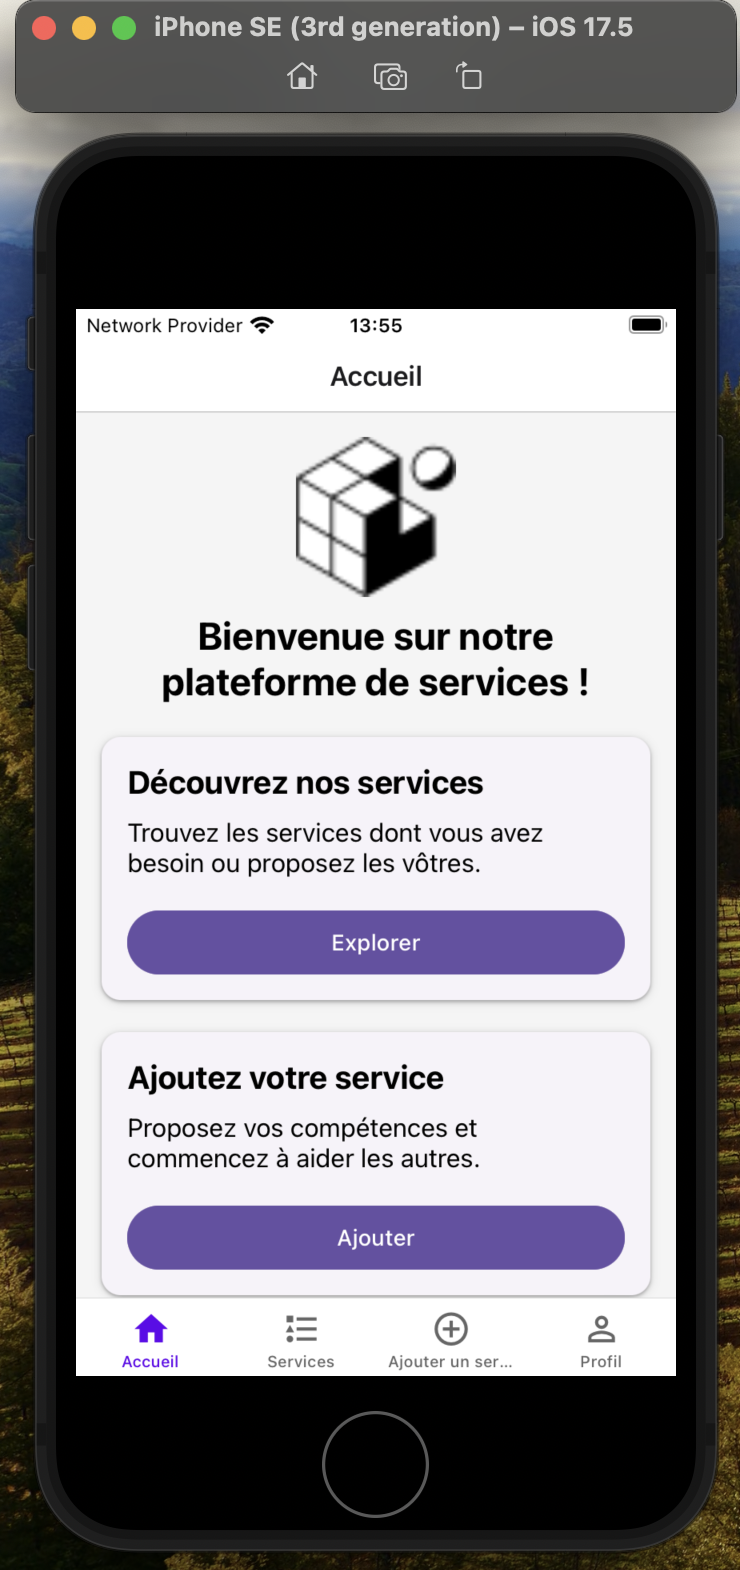 iPhone SE (3rd generation) – iOS 17.5
Network Provider 13:55
Accueil
Bienvenue sur notre
plateforme de services !
Découvrez nos services
Trouvez les services dont vous avez
besoin ou proposez les vôtres.
Explorer
Ajoutez votre service
Proposez vos compétences et
commencez à aider les autres.
Ajouter
Accueil Services Ajouter un ser... Profil